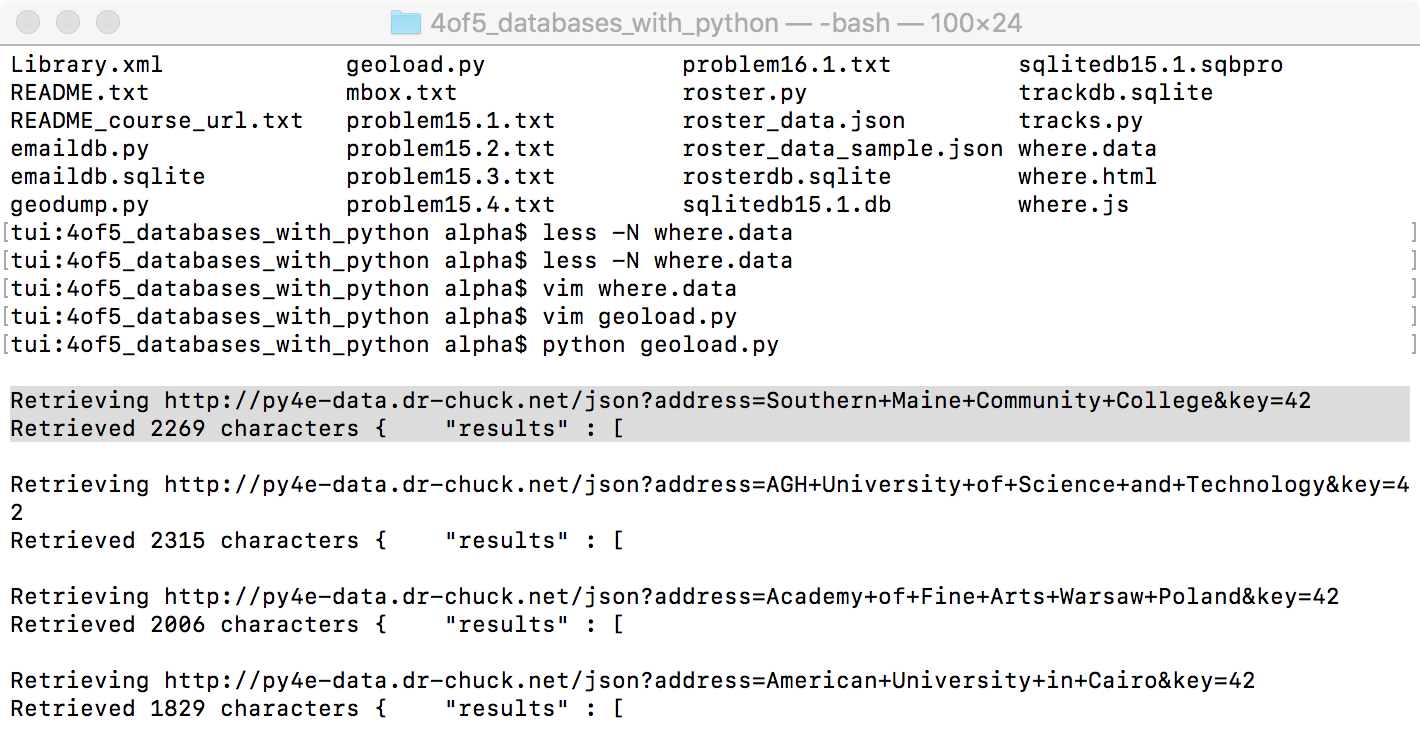 4of5_databases_with_python — -bash — 100×24
Library.xml geoload.py problem16.1.txt sqlitedb15.1.sqbpro
README.txt mbox.txt roster.py trackdb.sqlite
README_course_url.txt problem15.1.txt roster_data.json tracks.py
emaildb.py problem15.2.txt roster_data_sample.json where.data
emaildb.sqlite problem15.3.txt rosterdb.sqlite where.html
geodump.py problem15.4.txt sqlitedb15.1.db where.js
[tui:4of5_databases_with_python alpha$ less -N where.data ]
[tui:4of5_databases_with_python alpha$ less -N where.data ]
[tui:4of5_databases_with_python alpha$ vim where.data ]
[tui:4of5_databases_with_python alpha$ vim geoload.py ]
[tui:4of5_databases_with_python alpha$ python geoload.py ]
Retrieving http://py4e-data.dr-chuck.net/json?address=Southern+Maine+Community+College&key=42
Retrieved 2269 characters {    "results" : [
Retrieving http://py4e-data.dr-chuck.net/json?address=AGH+University+of+Science+and+Technology&key=4
2
Retrieved 2315 characters {    "results" : [
Retrieving http://py4e-data.dr-chuck.net/json?address=Academy+of+Fine+Arts+Warsaw+Poland&key=42
Retrieved 2006 characters {    "results" : [
Retrieving http://py4e-data.dr-chuck.net/json?address=American+University+in+Cairo&key=42
Retrieved 1829 characters {    "results" : [